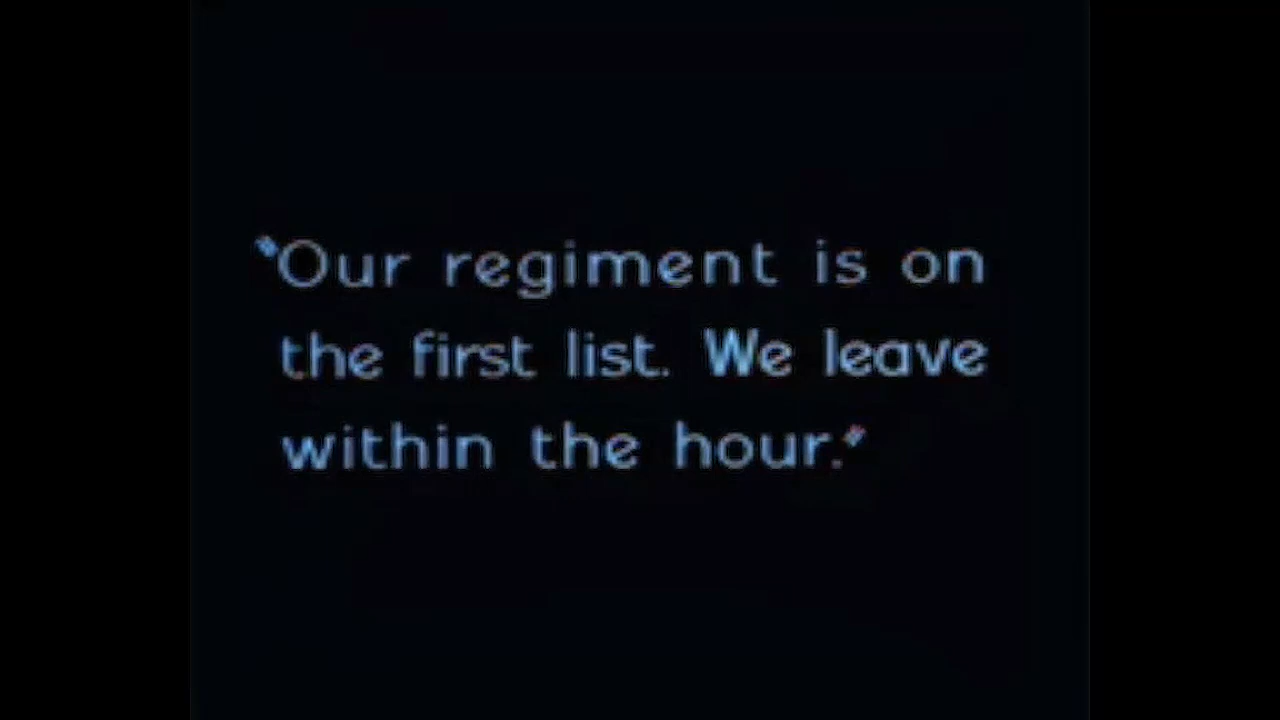 "Our regiment is on
the first list. We leave
within the hour."